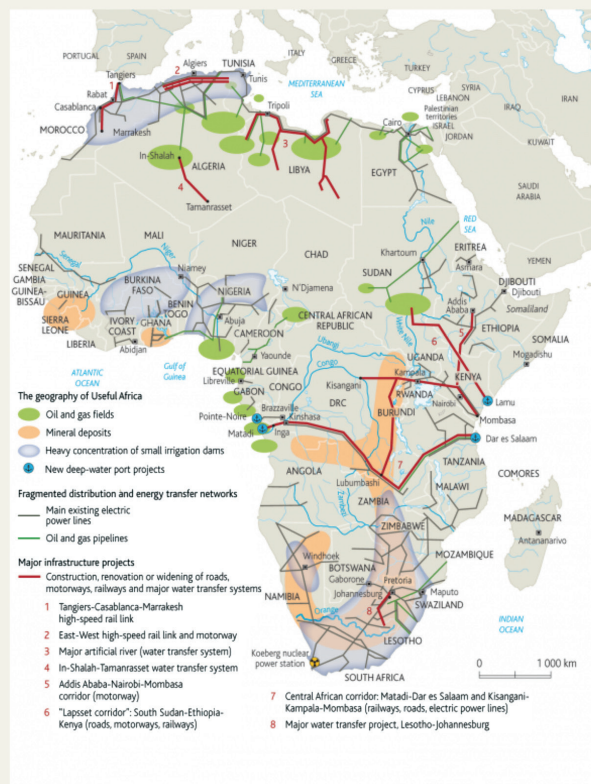 PORTUGAL
SPAIN
ITALY
GREECE
TURKEY
Tangiers
Algiers
TUNISIA
Tunis
MEDITERRANEAN
SEA
CYPRUS
SYRIA
LEBANON
Palestinian
territories
ISRAEL
JORDAN
IRAQ
IRAN
KUWAIT
Rabat
Casablanca
MOROCCO
Marrakesh
1
2
Tripoli
Cairo
In-Shalah
ALGERIA
3
LIBYA
EGYPT
4
Tamanrasset
SAUDI
ARABIA
Nile
RED
SEA
MAURITANIA
MALI
NIGER
CHAD
Khartoum
ERITREA
Asmara
YEMEN
Senegal
Niger
SENEGAL
GAMBIA
GUINEA-
BISSAU
GUINEA
BURKINA
FASO
Niamey
NIGERIA
N'Djamena
SUDAN
DJIBOUTI
Djibouti
SIERRA
LEONE
LIBERIA
IVORY
COAST
GHANA
BENIN
TOGO
Abuja
CAMEROON
CENTRAL AFRICAN
REPUBLIC
White Nile
Addis
Ababa
5
Somaliland
ETHIOPIA
Abidjan
Yaounde
Ubangi
6
SOMALIA
ATLANTIC
OCEAN
Gulf of
Guinea
EQUATORIAL GUINEA
Libreville
GABON
CONGO
Congo
Kisangani
UGANDA
Kampala
KENYA
Mogadishu
RWANDA
Nairobi
Lamu
DRC
BURUNDI
Mombasa
Pointe-Noire
Brazzaville
Kinshasa
Matadi
Inga
Dar es Salaam
TANZANIA
7
ANGOLA
Lubumbashi
COMORES
ZAMBIA
MALAWI
Zambezi
ZIMBABWE
MADAGASCAR
Antananarivo
MOZAMBIQUE
Windhoek
BOTSWANA
Gaborone
Pretoria
Johannesburg
Maputo
SWAZILAND
NAMIBIA
Orange
8
LESOTHO
INDIAN
OCEAN
Koeberg nuclear
power station
SOUTH AFRICA
0
1 000 km
The geography of Useful Africa
Oil and gas fields
Mineral deposits
Heavy concentration of small irrigation dams
New deep-water port projects
Fragmented distribution and energy transfer networks
Main existing electric
power lines
Oil and gas pipelines
Major infrastructure projects
Construction, renovation or widening of roads,
motorways, railways and major water transfer systems
1 Tangiers-Casablanca-Marrakesh
high-speed rail link
2 East-West high-speed rail link and motorway
3 Major artificial river (water transfer system)
4 In-Shalah-Tamanrasset water transfer system
5 Addis Ababa-Nairobi-Mombasa
corridor (motorway)
6 "Lapsset corridor": South Sudan-Ethiopia-
Kenya (roads, motorways, railways)
7 Central African corridor: Matadi-Dar es Salaam and Kisangani-
Kampala-Mombasa (railways, roads, electric power lines)
8 Major water transfer project, Lesotho-Johannesburg